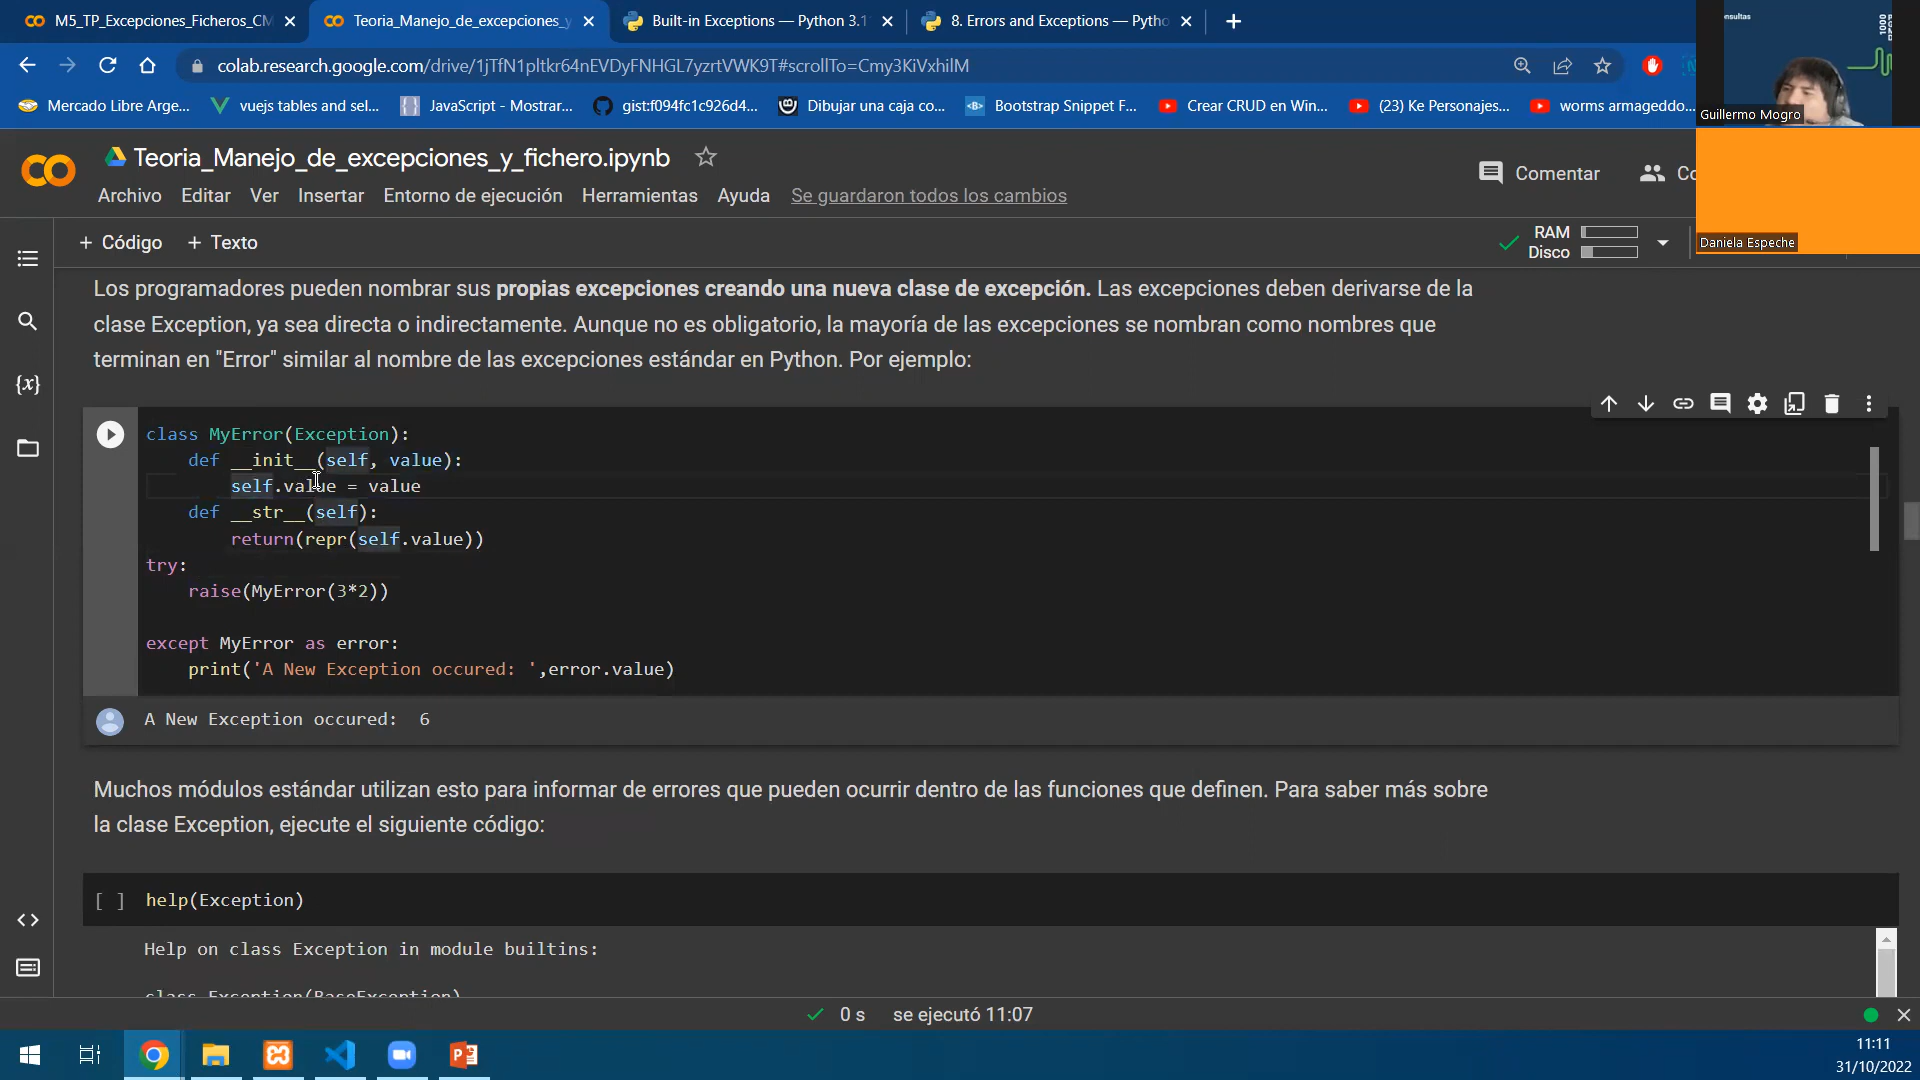 M5_TP_Excepciones_Ficheros_CM
Teoria_Manejo_de_excepciones_y
Built-in Exceptions — Python 3.1
8. Errors and Exceptions — Pytho
colab.research.google.com/drive/1jTfN1pltkr64nEVDyFNHGL7yzrtVWK9T#scrollTo=Cmy3KiVxhilM
Mercado Libre Arge...
vuejs tables and sel...
JavaScript - Mostrar...
gist:f094fc1c926d4...
Dibujar una caja co...
Bootstrap Snippet F...
Crear CRUD en Win...
(23) Ke Personajes...
worms armageddo...
onsultas
1000
Guillermo Mogro
Daniela Espeche
Teoria_Manejo_de_excepciones_y_fichero.ipynb
Comentar
Co
Archivo Editar Ver Insertar Entorno de ejecución Herramientas Ayuda Se guardaron todos los cambios
+ Código + Texto
RAM
Disco
Los programadores pueden nombrar sus propias excepciones creando una nueva clase de excepción. Las excepciones deben derivarse de la
clase Exception, ya sea directa o indirectamente. Aunque no es obligatorio, la mayoría de las excepciones se nombran como nombres que
terminan en "Error" similar al nombre de las excepciones estándar en Python. Por ejemplo:
class MyError(Exception):
    def __init__(self, value):
        self.value = value
    def __str__(self):
        return(repr(self.value))
try:
    raise(MyError(3*2))
except MyError as error:
    print('A New Exception occured: ',error.value)
A New Exception occured:  6
Muchos módulos estándar utilizan esto para informar de errores que pueden ocurrir dentro de las funciones que definen. Para saber más sobre
la clase Exception, ejecute el siguiente código:
[ ] help(Exception)
Help on class Exception in module builtins:
class Exception(BaseException)
0 s se ejecutó 11:07
11:11
31/10/2022